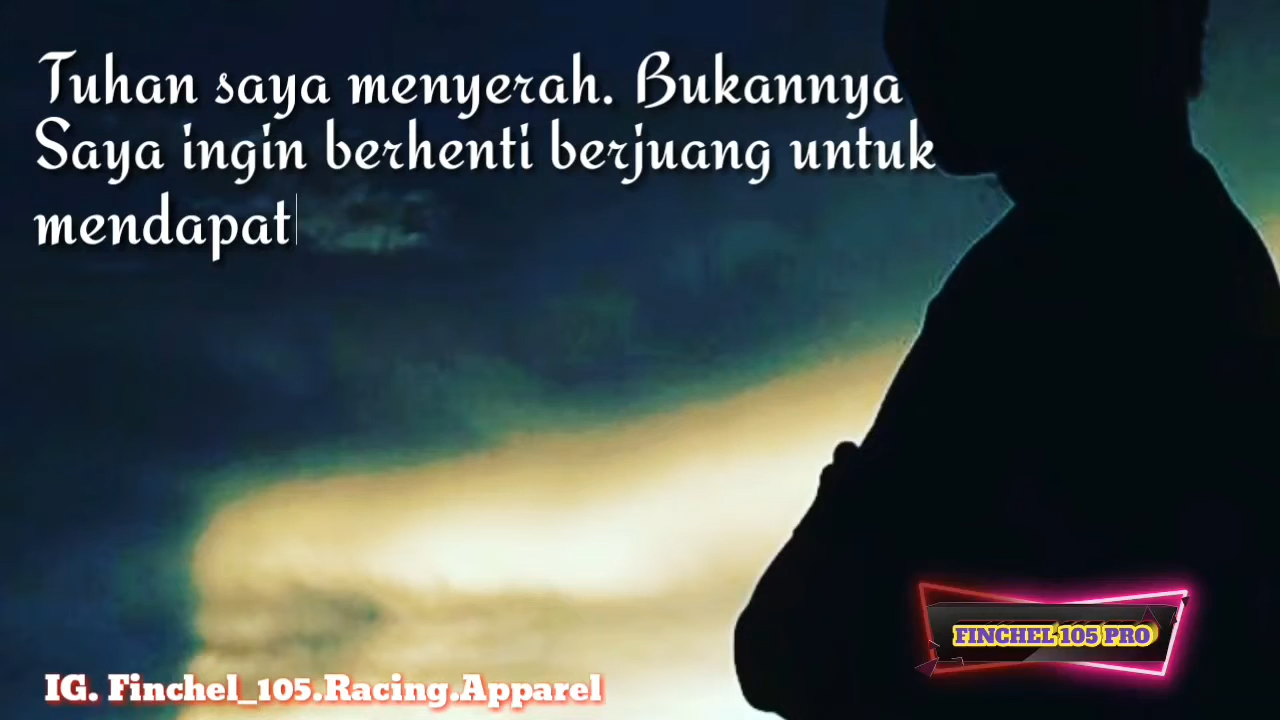 Tuhan saya menyerah. Bukannya
Saya ingin berhenti berjuang untuk
mendapat
FINCHEL 105 PRO
IG. Finchel_105.Racing.Apparel